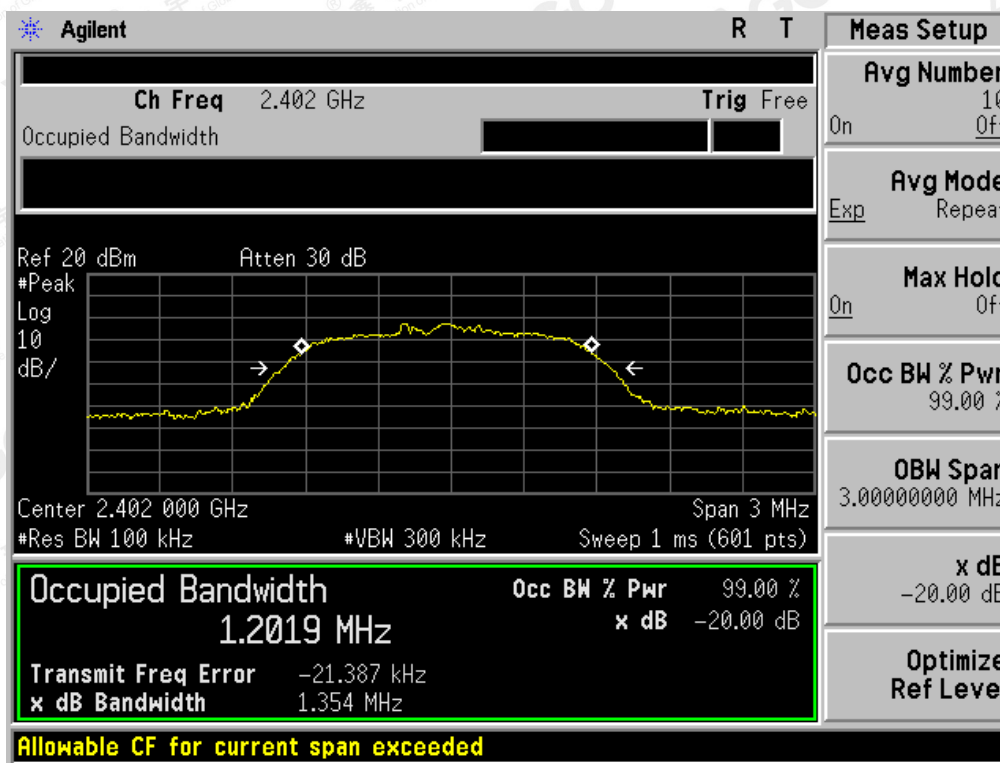 Agilent R T Meas Setup
Ch Freq 2.402 GHz Trig Free
Occupied Bandwidth
Ref 20 dBm Atten 30 dB
#Peak
Log
10
dB/
Center 2.402 000 GHz Span 3 MHz
#Res BW 100 kHz #VBW 300 kHz Sweep 1 ms (601 pts)
Occupied Bandwidth Occ BW % Pwr 99.00 %
1.2019 MHz x dB -20.00 dB
Transmit Freq Error -21.387 kHz
x dB Bandwidth 1.354 MHz
Allowable CF for current span exceeded
Avg Number
10
On Off
Avg Mode
Exp Repeat
Max Hold
On Off
Occ BW % Pwr
99.00 %
OBW Span
3.00000000 MHz
x dB
-20.00 dB
Optimize
Ref Level